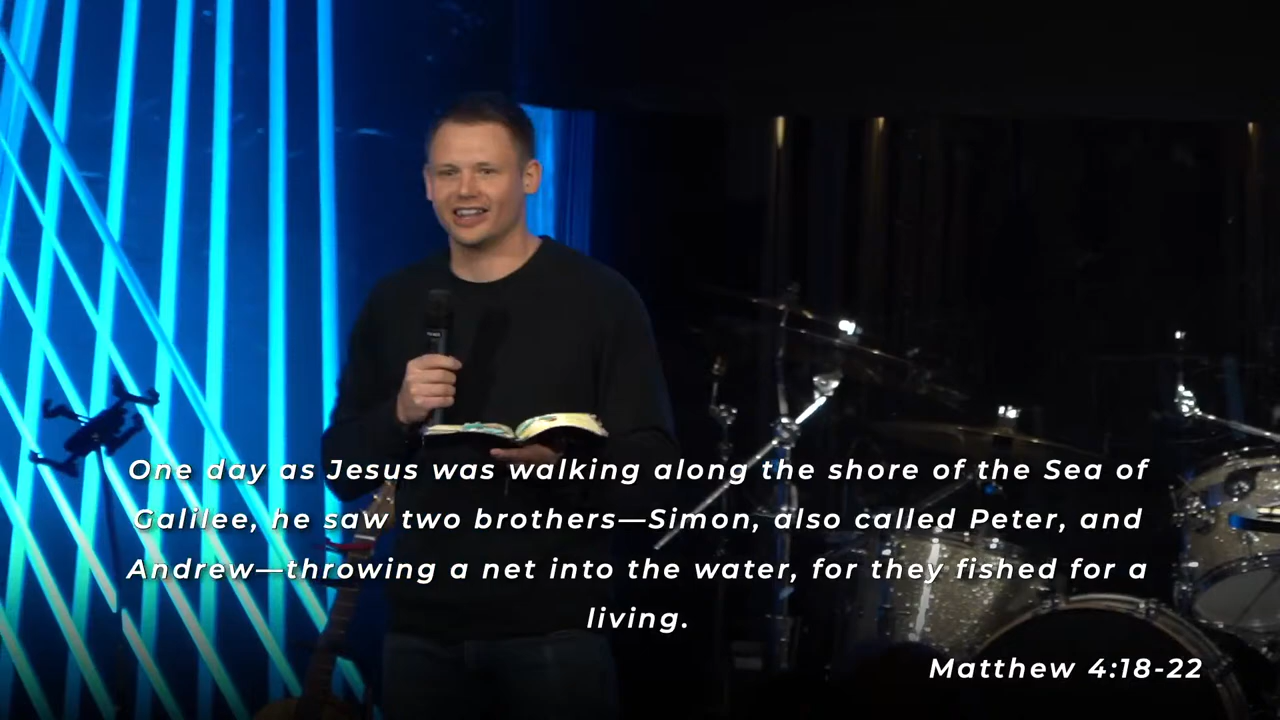 One day as Jesus was walking along the shore of the Sea of
Galilee, he saw two brothers—Simon, also called Peter, and
Andrew—throwing a net into the water, for they fished for a
living.
Matthew 4:18-22